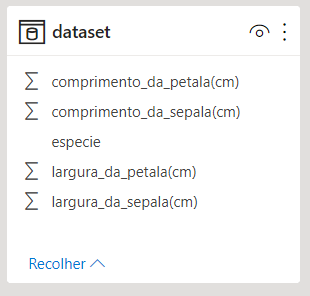 dataset
comprimento_da_petala(cm)
comprimento_da_sepala(cm)
especie
largura_da_petala(cm)
largura_da_sepala(cm)
Recolher